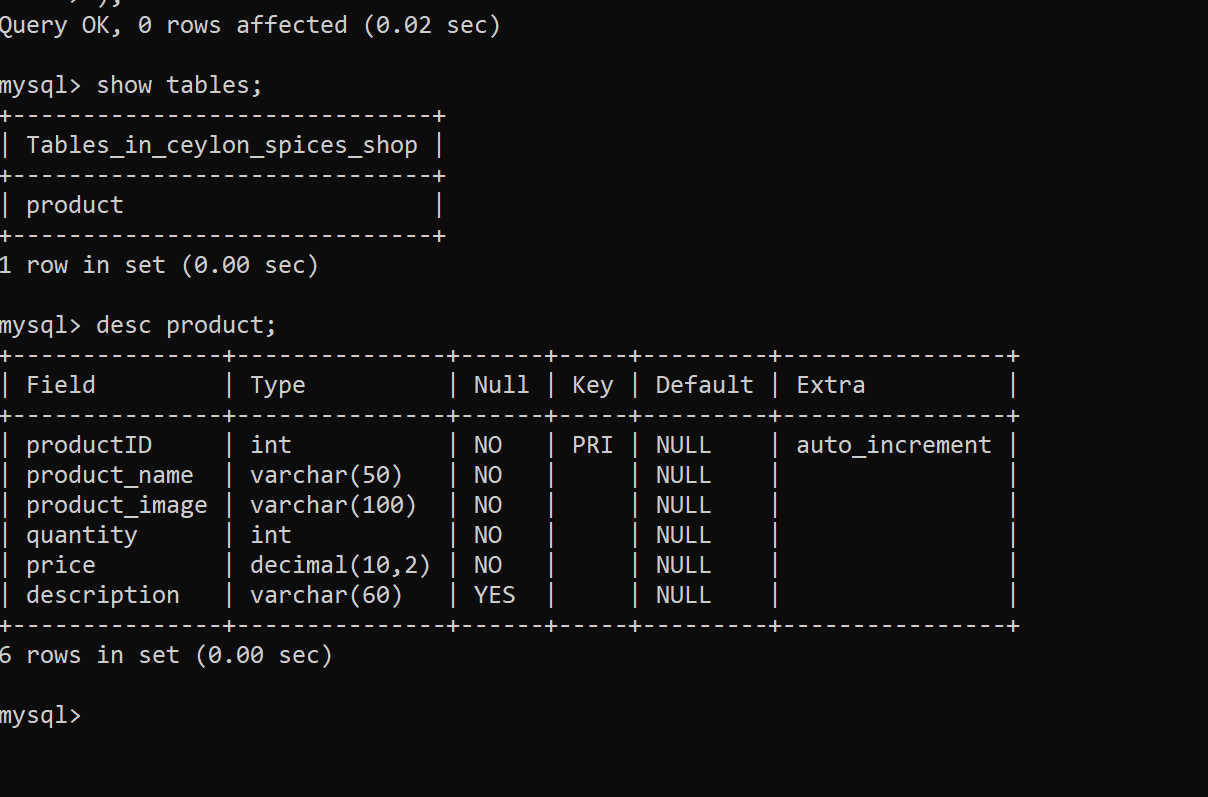 > );
Query OK, 0 rows affected (0.02 sec)
mysql> show tables;
+------------------------------+
| Tables_in_ceylon_spices_shop |
+------------------------------+
| product                      |
+------------------------------+
1 row in set (0.00 sec)
mysql> desc product;
+---------------+---------------+------+-----+---------+----------------+
| Field         | Type          | Null | Key | Default | Extra          |
+---------------+---------------+------+-----+---------+----------------+
| productID     | int           | NO   | PRI | NULL    | auto_increment |
| product_name  | varchar(50)   | NO   |     | NULL    |                |
| product_image | varchar(100)  | NO   |     | NULL    |                |
| quantity      | int           | NO   |     | NULL    |                |
| price         | decimal(10,2) | NO   |     | NULL    |                |
| description   | varchar(60)   | YES  |     | NULL    |                |
+---------------+---------------+------+-----+---------+----------------+
6 rows in set (0.00 sec)
mysql>